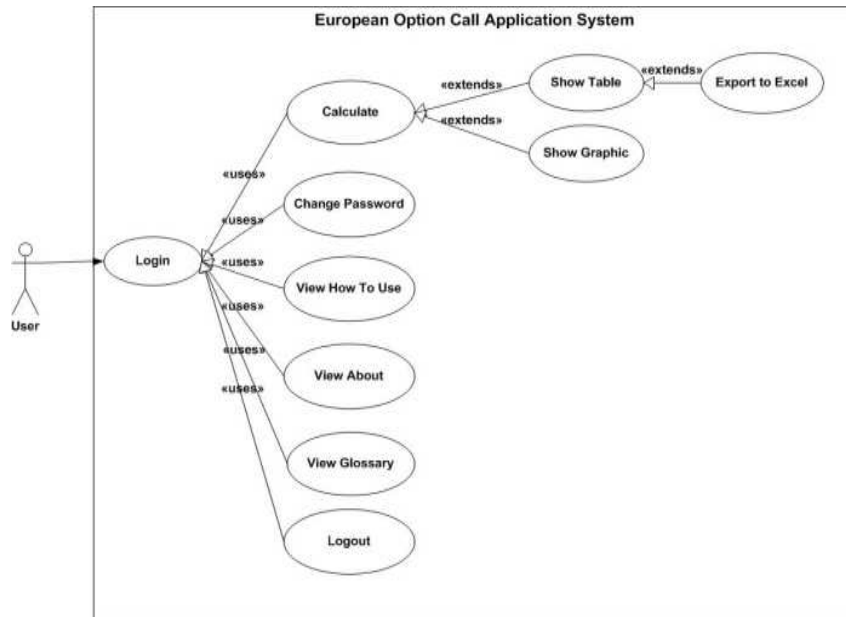 European Option Call Application System
«extends»
Show Table
«extends»
Export to Excel
Calculate
«extends»
Show Graphic
«uses»
Change Password
«uses»
Login
«uses»
View How To Use
«uses»
User
«uses»
View About
«uses»
View Glossary
Logout